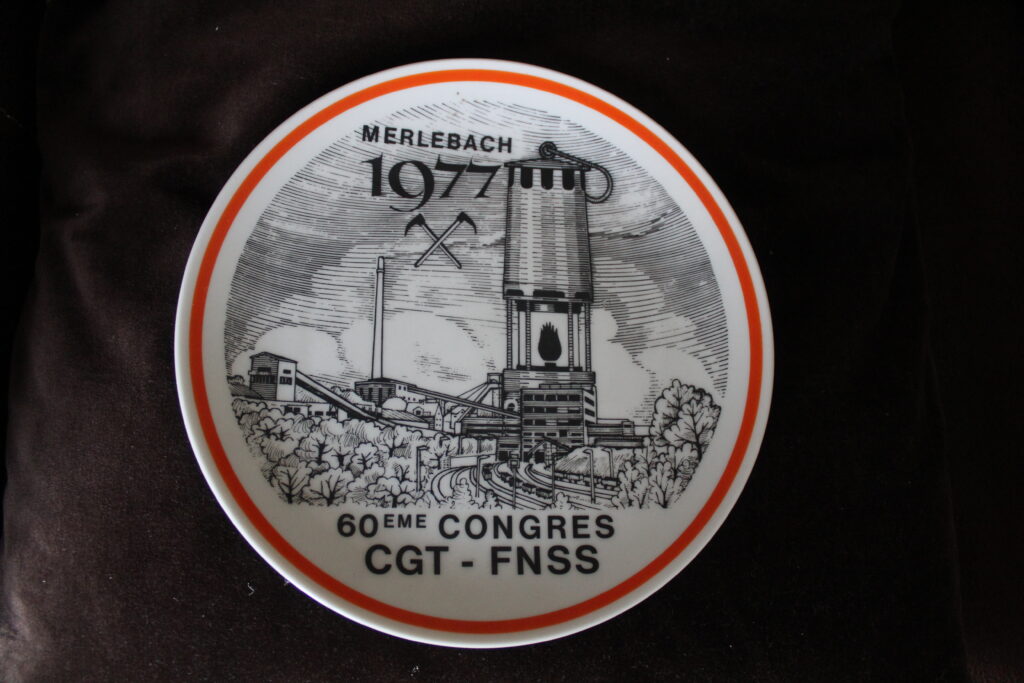 MERLEBACH
1977
60EME CONGRES
CGT - FNSS